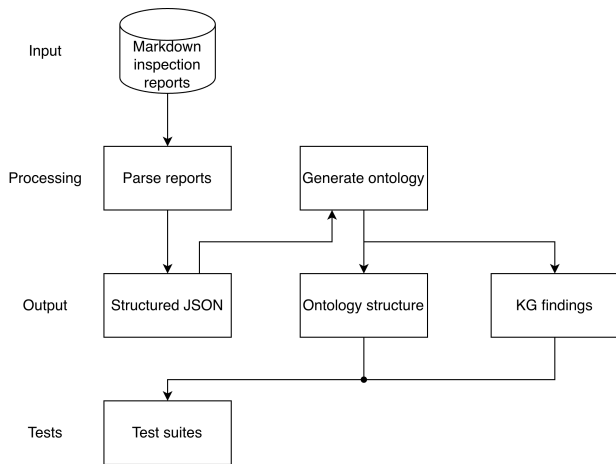 Input
Markdown
inspection
reports
Processing
Parse reports
Generate ontology
Output
Structured JSON
Ontology structure
KG findings
Tests
Test suites